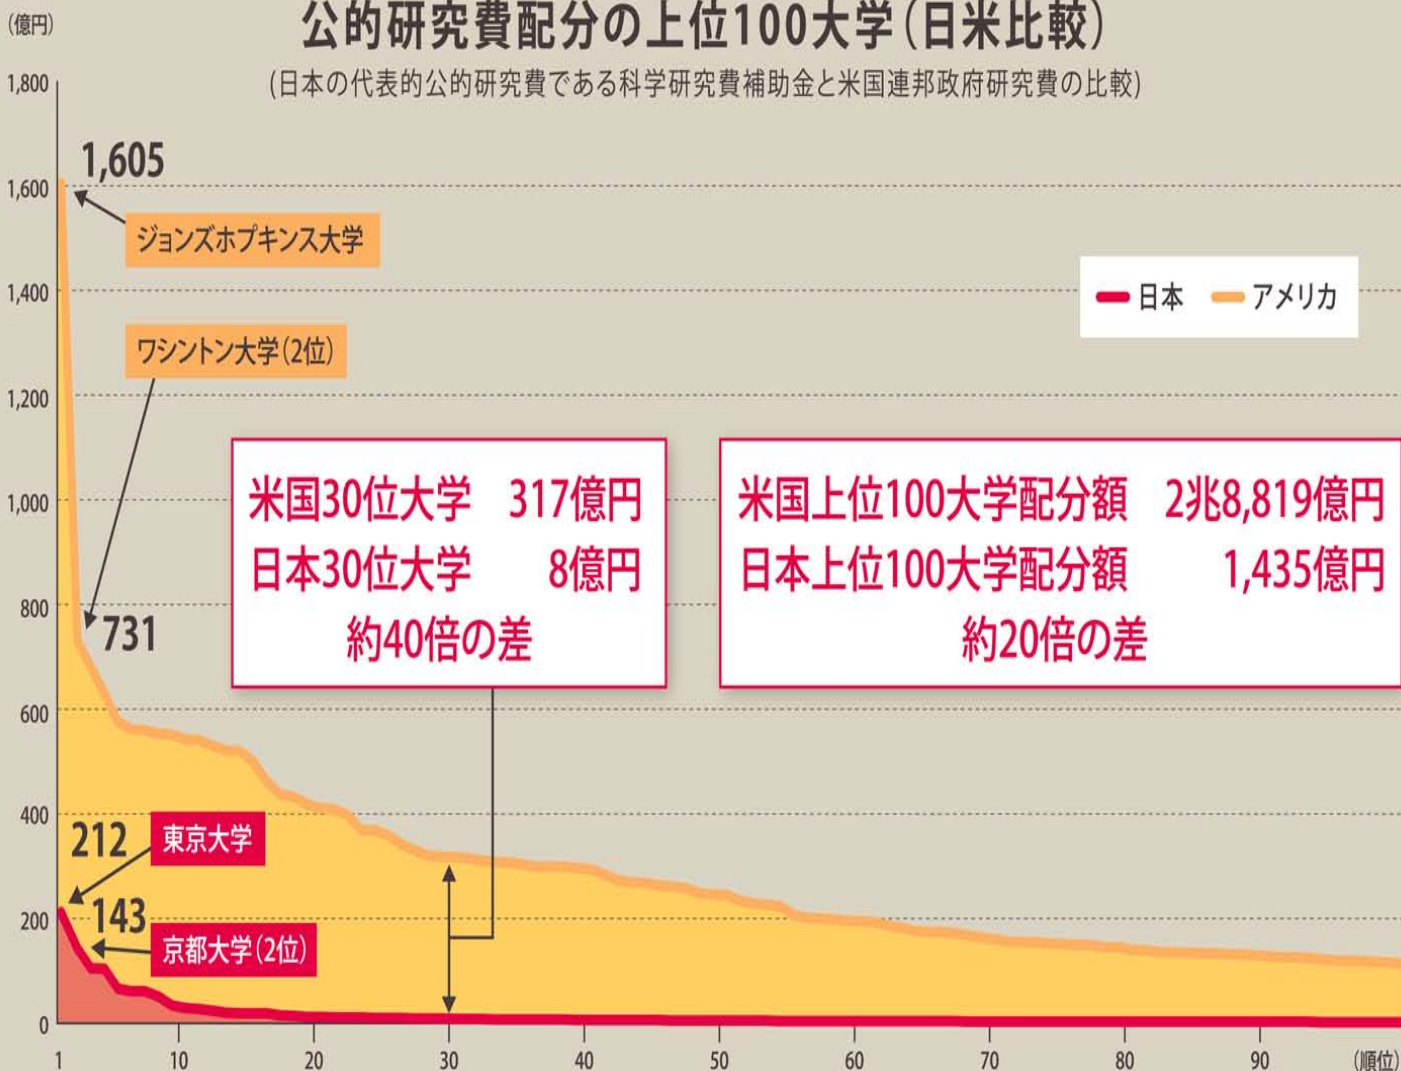 公的研究費配分の上位100大学(日米比較)
(日本の代表的公的研究費である科学研究費補助金と米国連邦政府研究費の比較)
(億円)
1,800
1,600
1,400
1,200
1,000
800
600
400
200
0
1,605
ジョンズホプキンス大学
ワシントン大学(2位)
731
日本 アメリカ
米国30位大学 317億円
日本30位大学 8億円
約40倍の差
米国上位100大学配分額 2兆8,819億円
日本上位100大学配分額 1,435億円
約20倍の差
212
東京大学
143
京都大学(2位)
1 10 20 30 40 50 60 70 80 90 (順位)